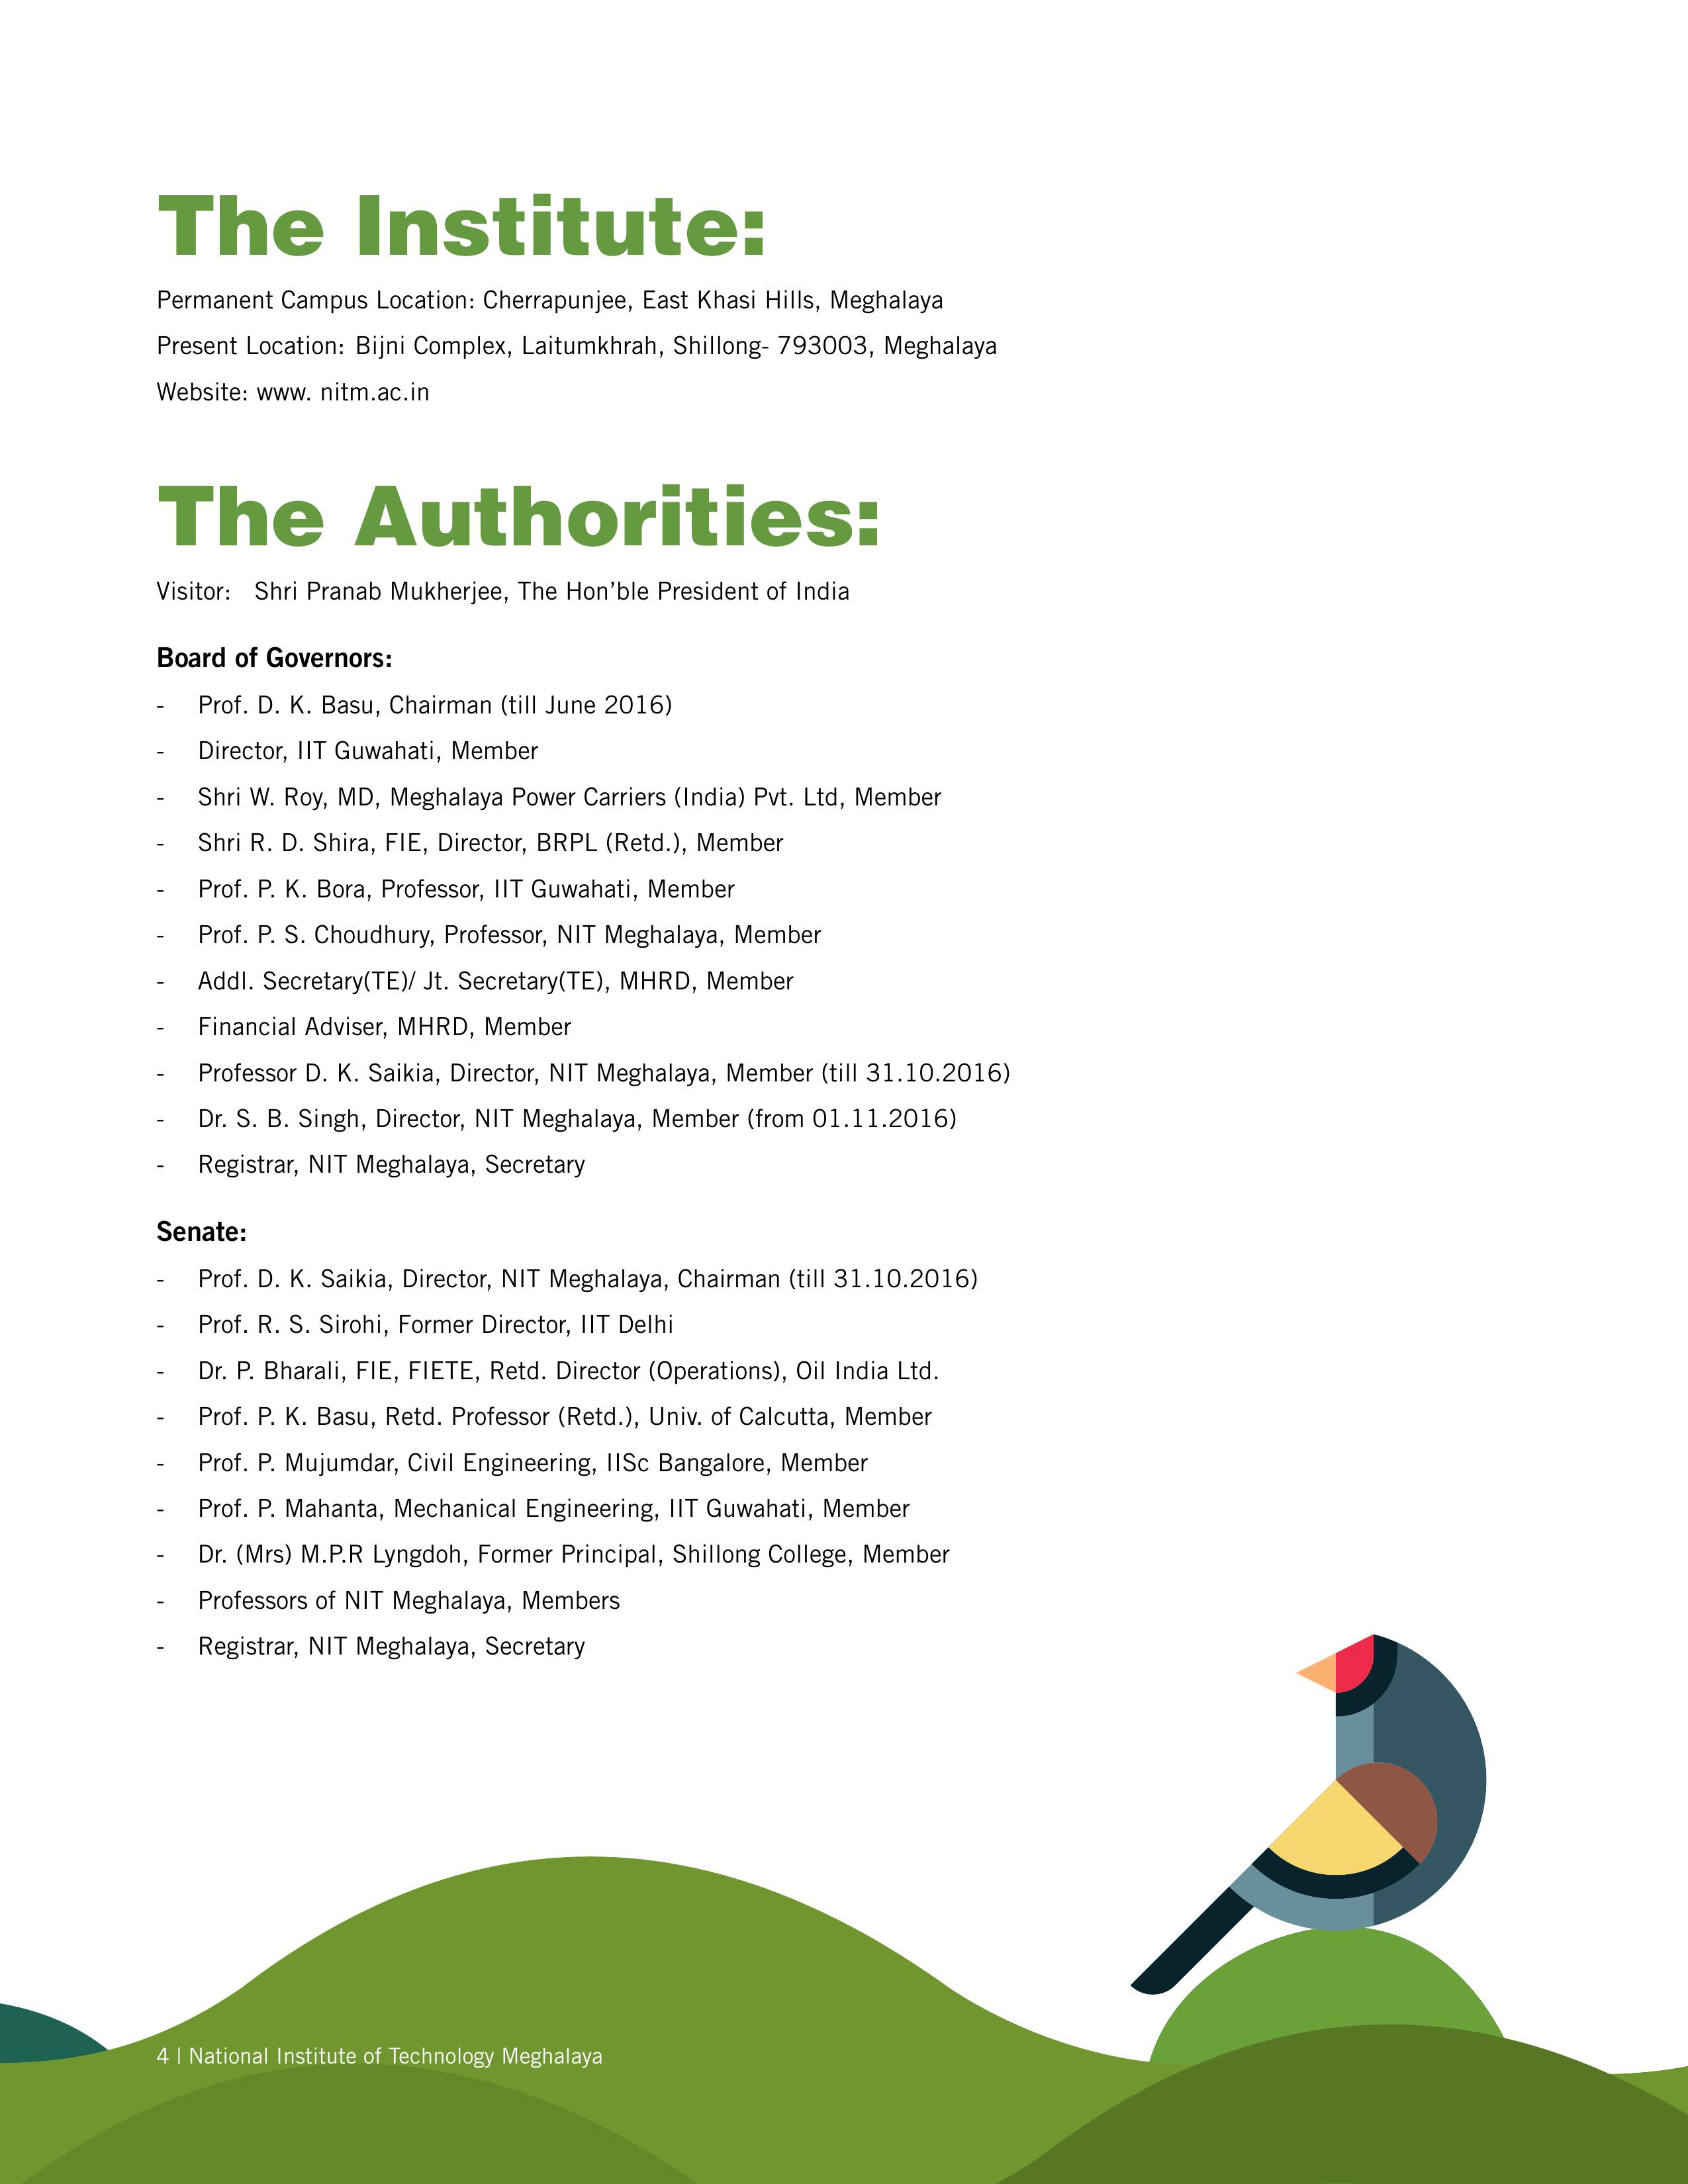 The Institute:
Permanent Campus Location: Cherrapunjee, East Khasi Hills, Meghalaya
Present Location: Bijni Complex, Laitumkhrah, Shillong- 793003, Meghalaya
Website: www. nitm.ac.in
The Authorities:
Visitor: Shri Pranab Mukherjee, The Hon’ble President of India
Board of Governors:
- Prof. D. K. Basu, Chairman (till June 2016)
- Director, IIT Guwahati, Member
- Shri W. Roy, MD, Meghalaya Power Carriers (India) Pvt. Ltd, Member
- Shri R. D. Shira, FIE, Director, BRPL (Retd.), Member
- Prof. P. K. Bora, Professor, IIT Guwahati, Member
- Prof. P. S. Choudhury, Professor, NIT Meghalaya, Member
- Addl. Secretary(TE)/ Jt. Secretary(TE), MHRD, Member
- Financial Adviser, MHRD, Member
- Professor D. K. Saikia, Director, NIT Meghalaya, Member (till 31.10.2016)
- Dr. S. B. Singh, Director, NIT Meghalaya, Member (from 01.11.2016)
- Registrar, NIT Meghalaya, Secretary
Senate:
- Prof. D. K. Saikia, Director, NIT Meghalaya, Chairman (till 31.10.2016)
- Prof. R. S. Sirohi, Former Director, IIT Delhi
- Dr. P. Bharali, FIE, FIETE, Retd. Director (Operations), Oil India Ltd.
- Prof. P. K. Basu, Retd. Professor (Retd.), Univ. of Calcutta, Member
- Prof. P. Mujumdar, Civil Engineering, IISc Bangalore, Member
- Prof. P. Mahanta, Mechanical Engineering, IIT Guwahati, Member
- Dr. (Mrs) M.P.R Lyngdoh, Former Principal, Shillong College, Member
- Professors of NIT Meghalaya, Members
- Registrar, NIT Meghalaya, Secretary
4 | National Institute of Technology Meghalaya